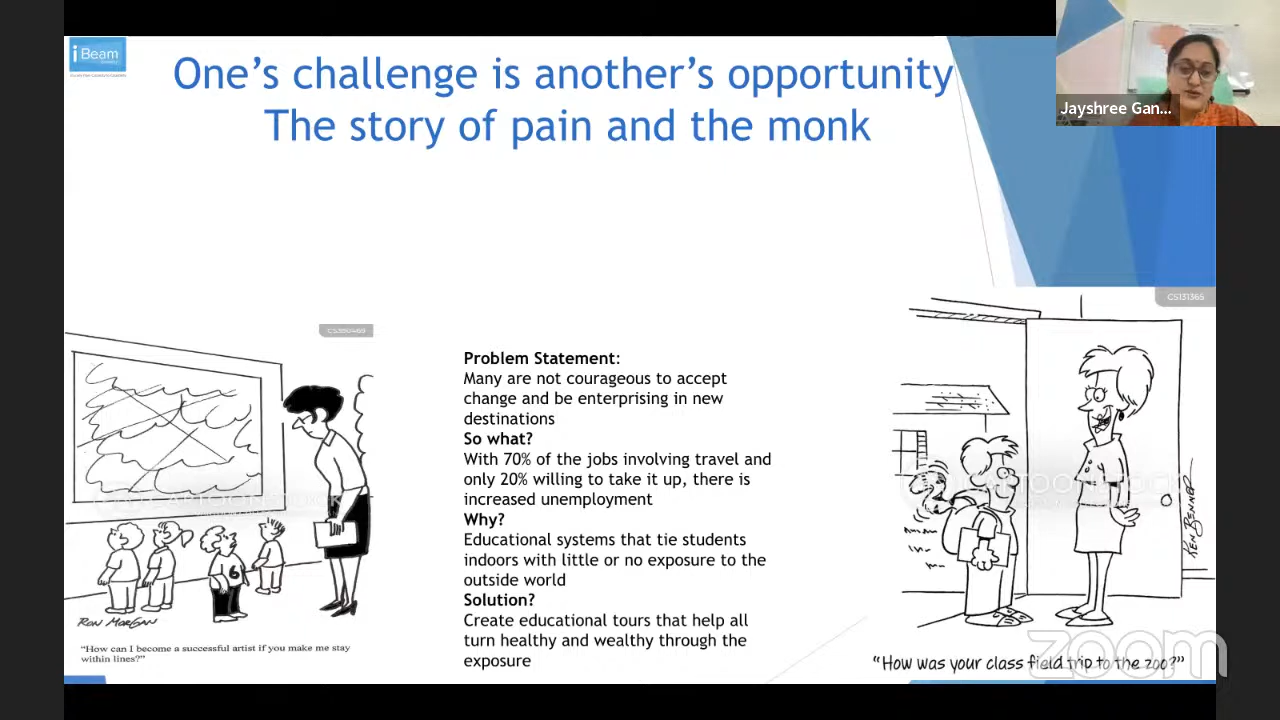 i Beam
One's challenge is another's opportunity
The story of pain and the monk
Jayshree Gan...
CS131365
CS390469
Problem Statement:
Many are not courageous to accept
change and be enterprising in new
destinations
So what?
With 70% of the jobs involving travel and
only 20% willing to take it up, there is
increased unemployment
Why?
Educational systems that tie students
indoors with little or no exposure to the
outside world
Solution?
Create educational tours that help all
turn healthy and wealthy through the
exposure
6
RON MORGAN
"How can I become a successful artist if you make me stay
within lines?"
KEN BENNER
"How was your class field trip to the zoo?"
zoom